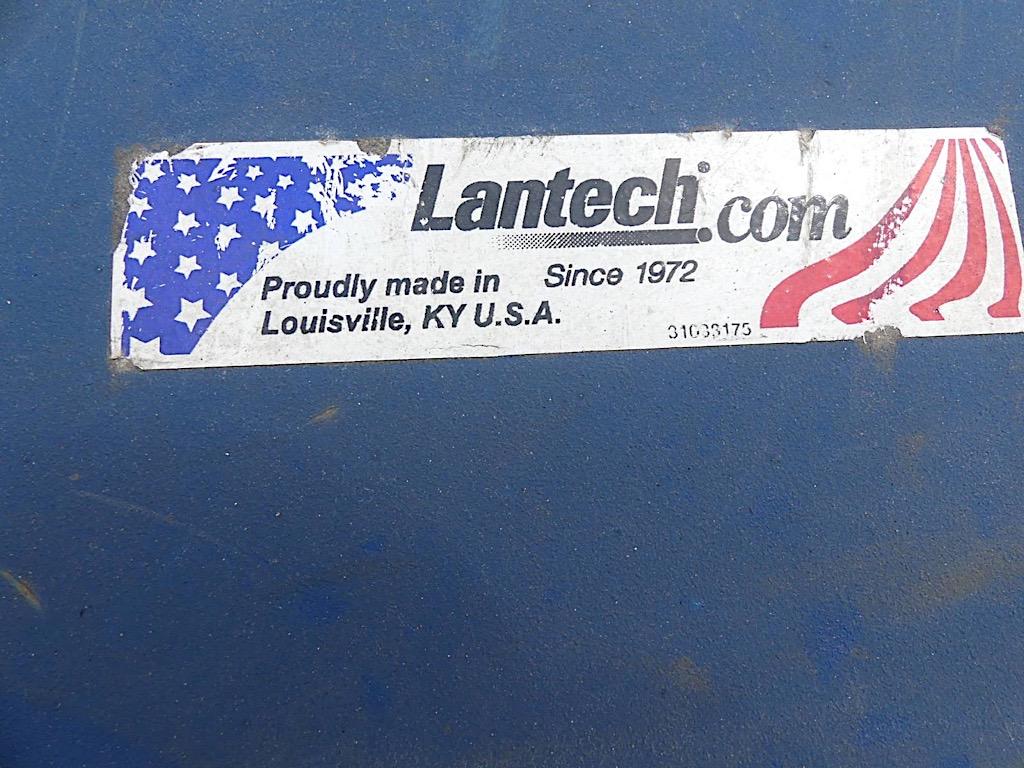 Lantech.com
Proudly made in Since 1972
Louisville, KY U.S.A.